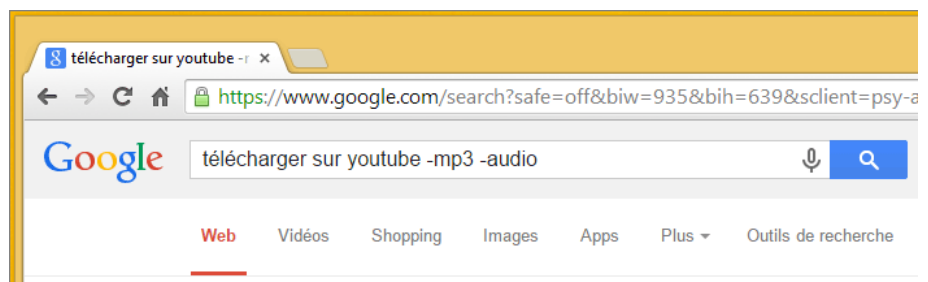 télécharger sur youtube -r
https://www.google.com/search?safe=off&biw=935&bih=639&sclient=psy-a
Google télécharger sur youtube -mp3 -audio
Web Vidéos Shopping Images Apps Plus Outils de recherche